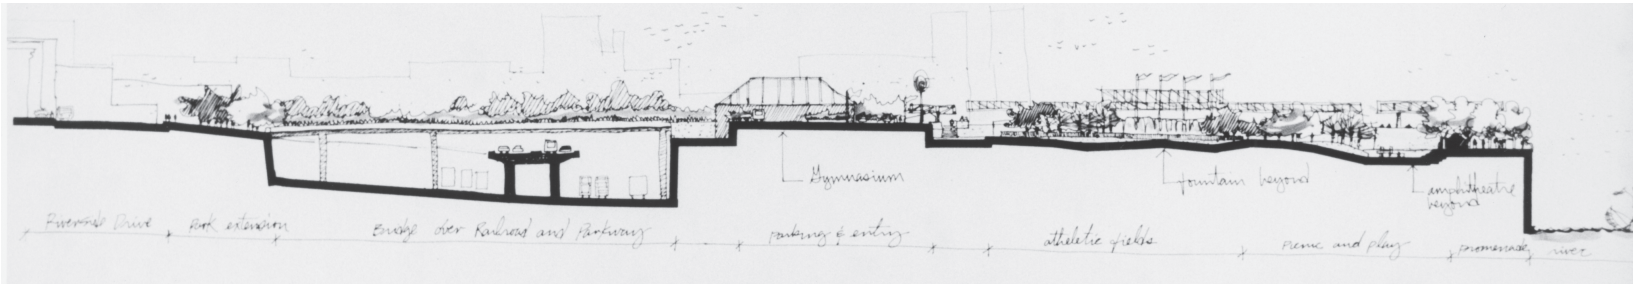 Gymnasium
fountain beyond
amphitheatre
beyond
Riverside Drive
Park extension
Bridge over Railroad and Parkway
parking & entry
atheletic fields
picnic and play
promenade
river